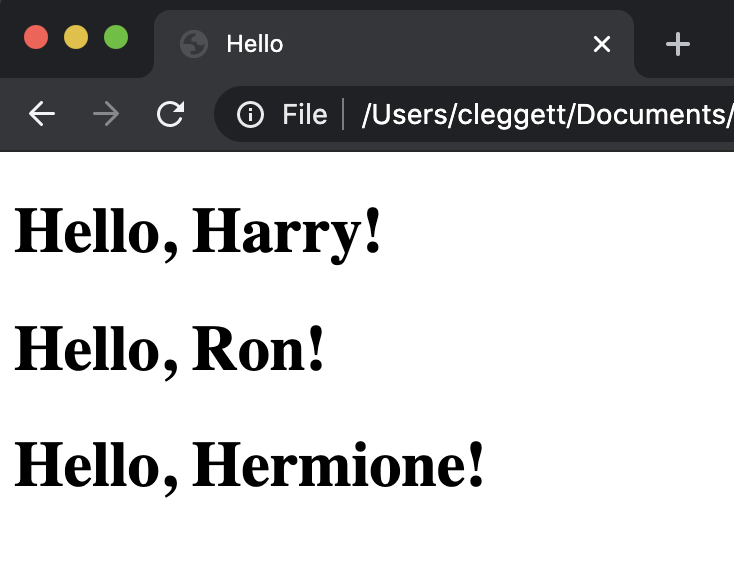 Hello
File /Users/cleggett/Documents/
Hello, Harry!
Hello, Ron!
Hello, Hermione!